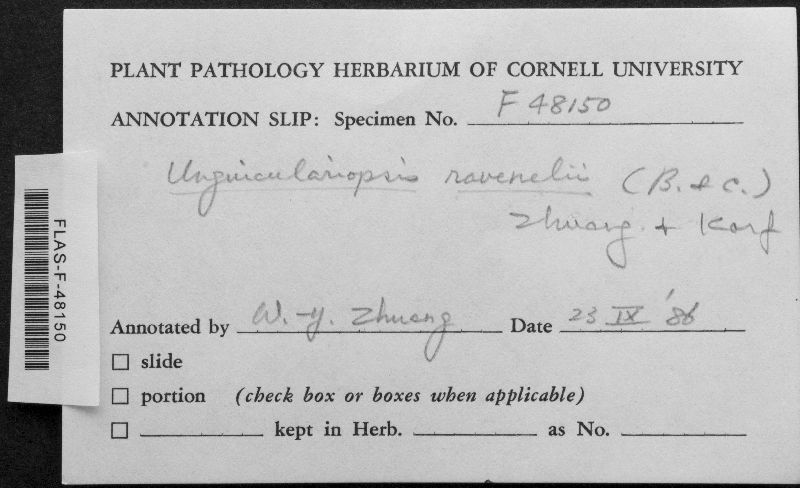 PLANT PATHOLOGY HERBARIUM OF CORNELL UNIVERSITY
ANNOTATION SLIP: Specimen No. F 48150
Unguiculariopsis ravenelii (B. & C.)
Zhuang & Korf
FLAS-F-48150
Annotated by W.-y. Zhuang Date 23 IX '86
slide
portion (check box or boxes when applicable)
kept in Herb. as No.